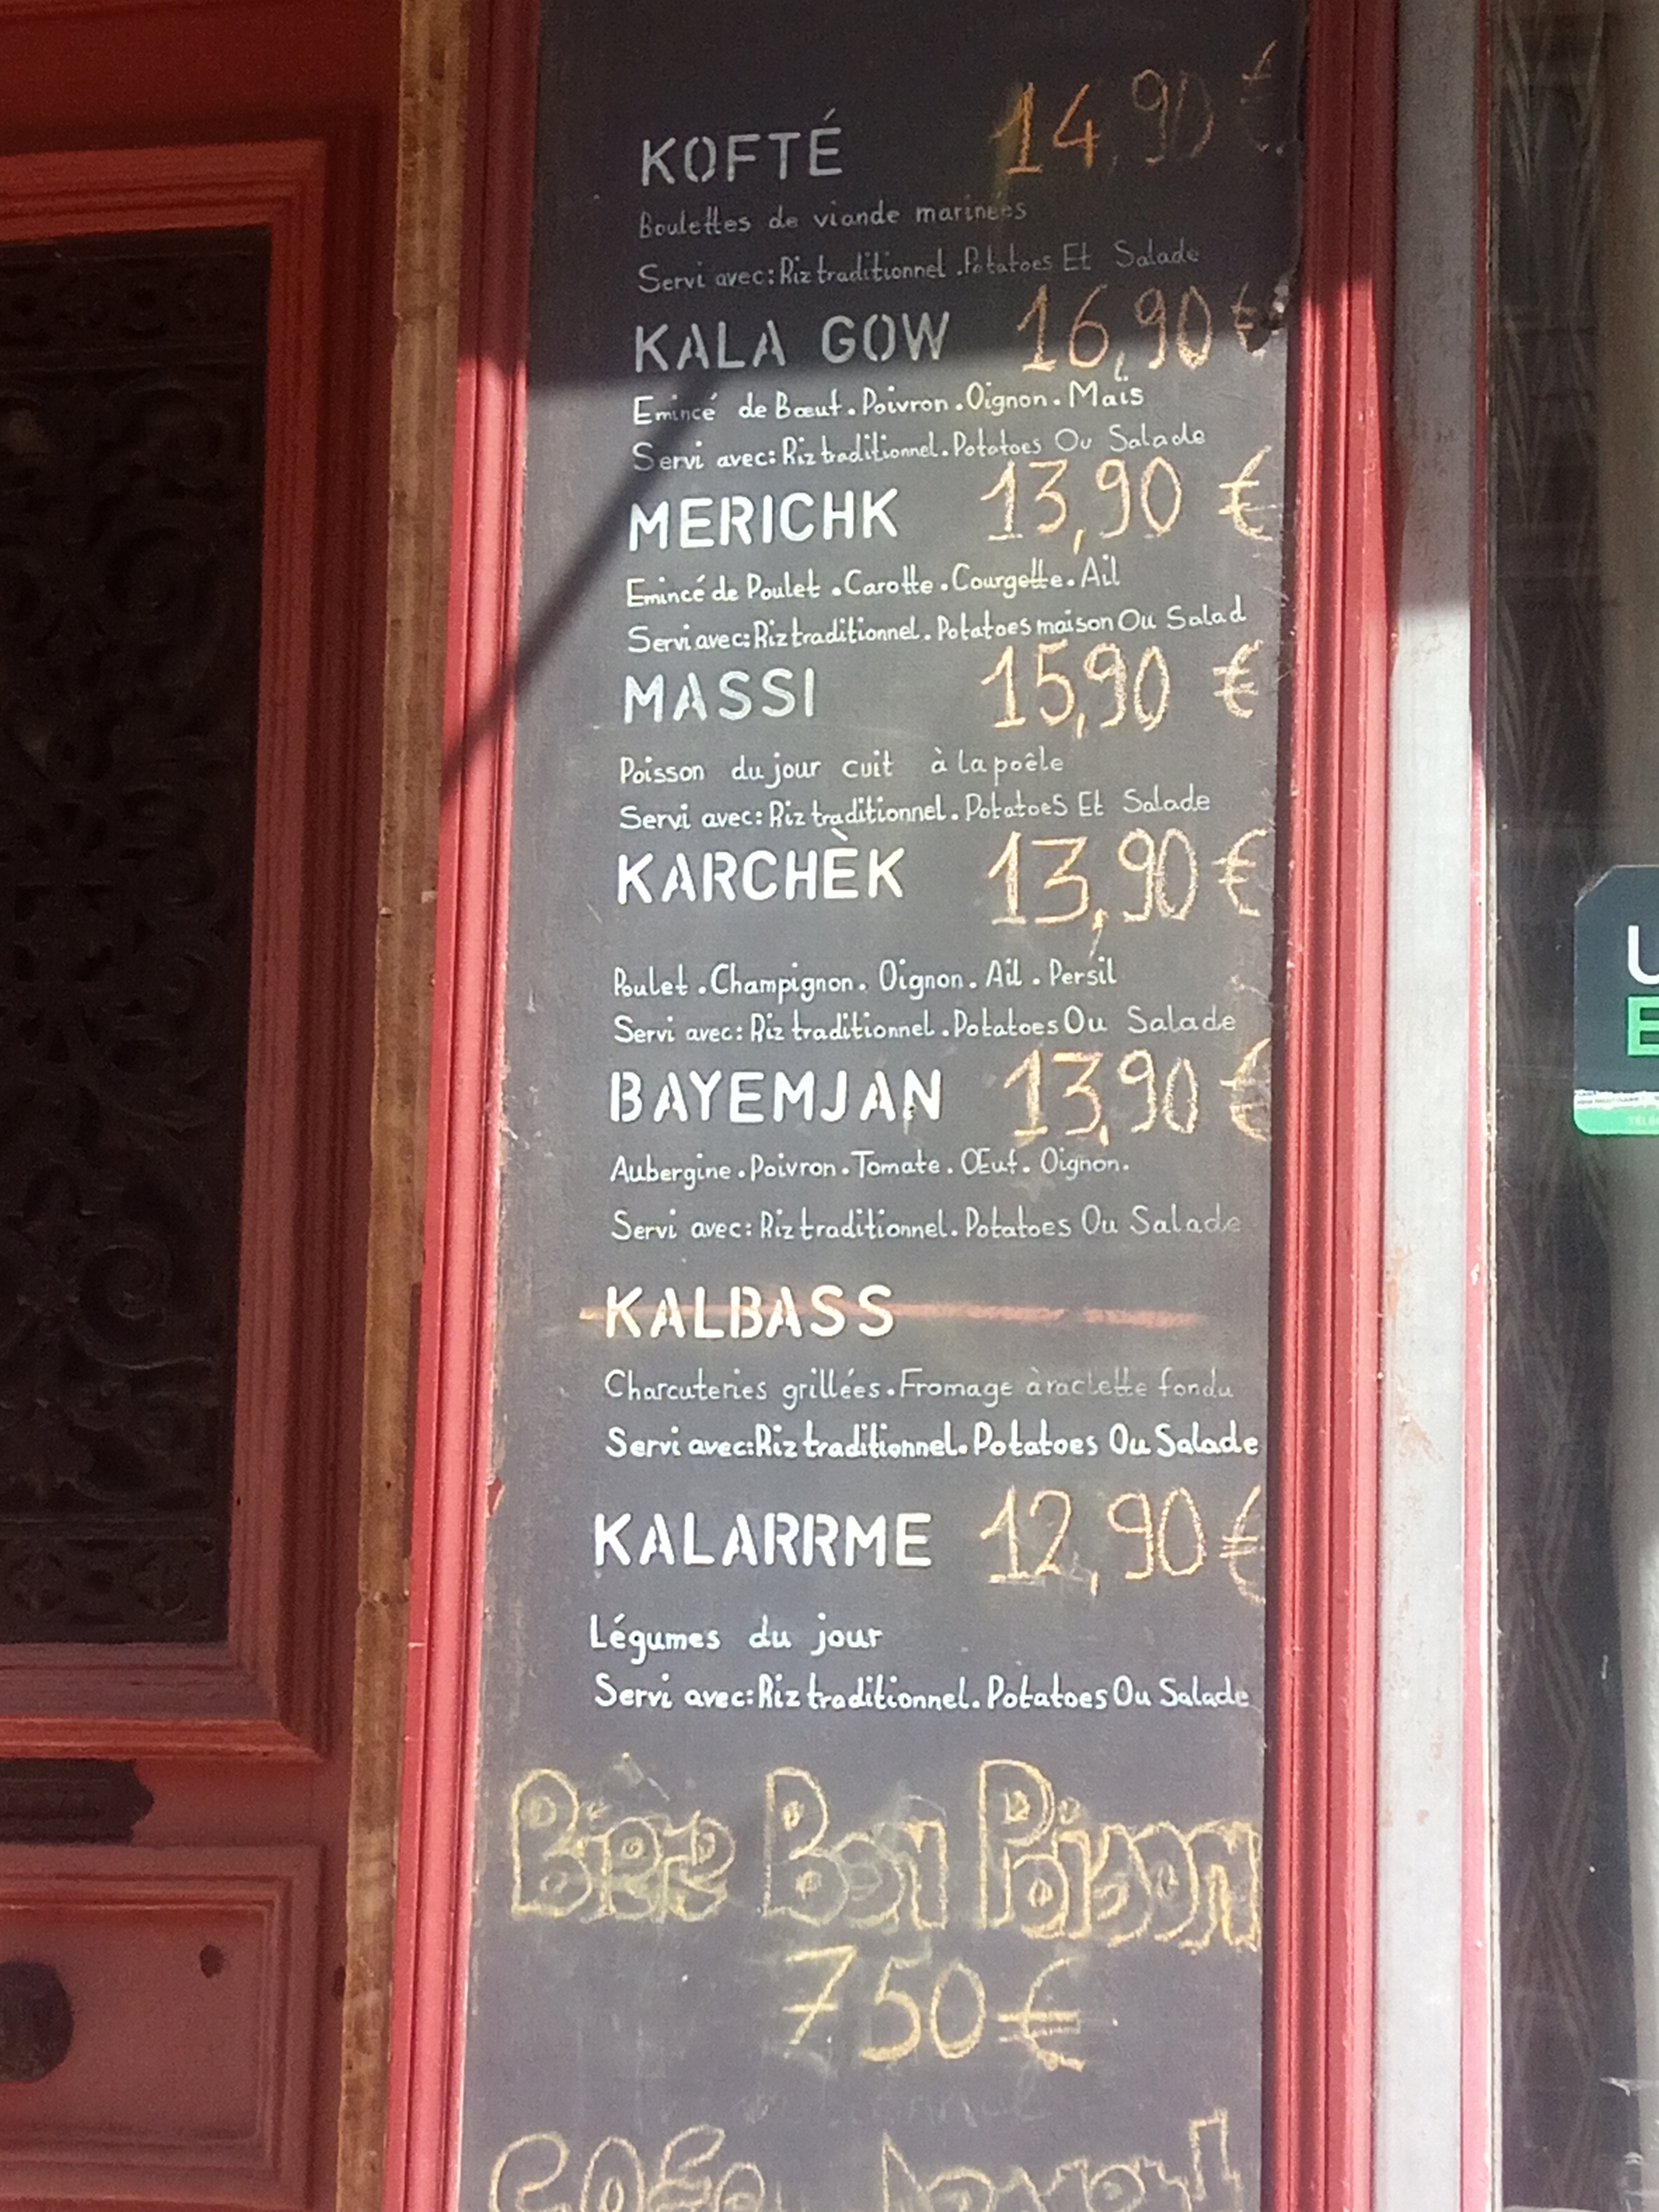 KOFTÉ 14,90 €
Boulettes de viande marinées
Servi avec: Riz traditionnel . Potatoes Et Salade
KALA GOW 16,90 €
Emincé de Bœuf . Poivron . Oignon . Maïs
Servi avec: Riz traditionnel . Potatoes Ou Salade
MERICHK 13,90 €
Emincé de Poulet . Carotte . Courgette . Ail
Servi avec: Riz traditionnel . Potatoes maison Ou Salad
MASSI 15,90 €
Poisson du jour cuit à la poêle
Servi avec: Riz traditionnel . Potatoes Et Salade
KARCHÈK 13,90 €
Poulet . Champignon . Oignon . Ail . Persil
Servi avec: Riz traditionnel . Potatoes Ou Salade
BAYEMJAN 13,90 €
Aubergine . Poivron . Tomate . Œuf . Oignon .
Servi avec: Riz traditionnel . Potatoes Ou Salade
KALBASS
Charcuteries grillées . Fromage à raclette fondu
Servi avec: Riz traditionnel . Potatoes Ou Salade
KALARRME 12,90 €
Légumes du jour
Servi avec: Riz traditionnel . Potatoes Ou Salade
750 €